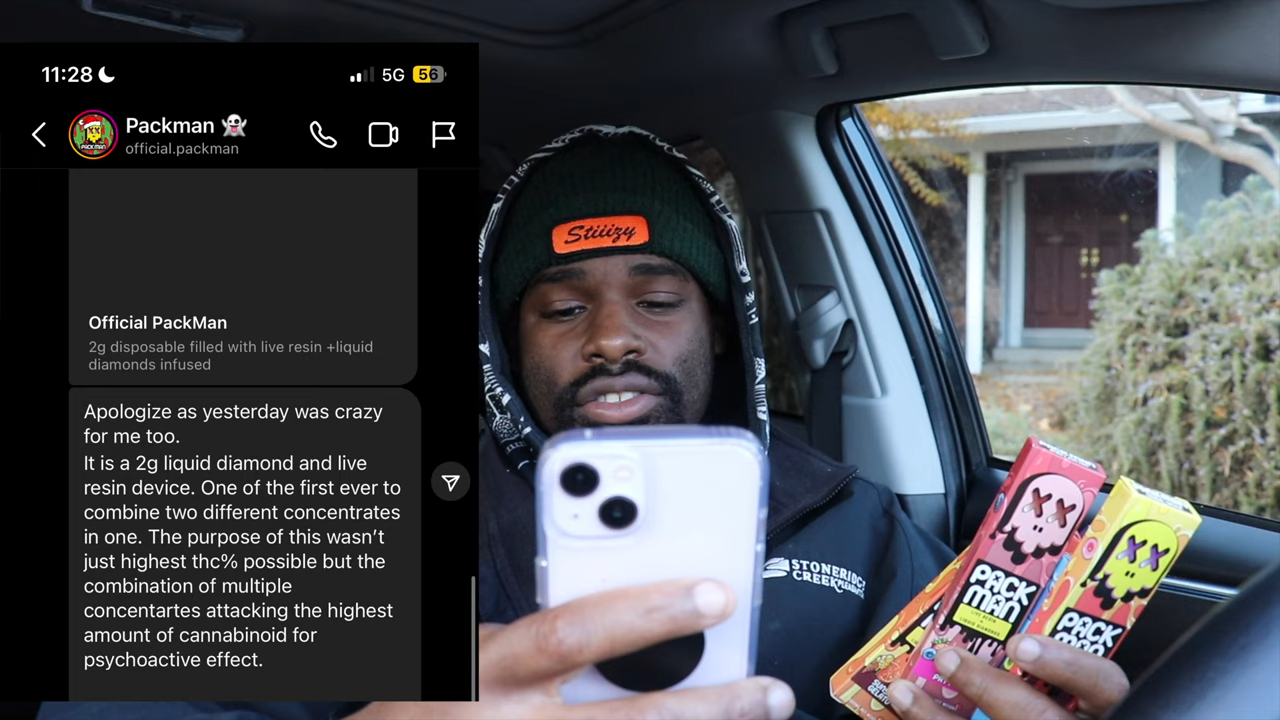 11:28
5G
56
Packman 👻
official.packman
Official PackMan
2g disposable filled with live resin +liquid
diamonds infused
Apologize as yesterday was crazy
for me too.
It is a 2g liquid diamond and live
resin device. One of the first ever to
combine two different concentrates
in one. The purpose of this wasn't
just highest thc% possible but the
combination of multiple
concentartes attacking the highest
amount of cannabinoid for
psychoactive effect.
Stiiizy
STONERIDGE
CREEK
PACK
MAN
LIVE RESIN
+
LIQUID DIAMONDS
PACK
MAN